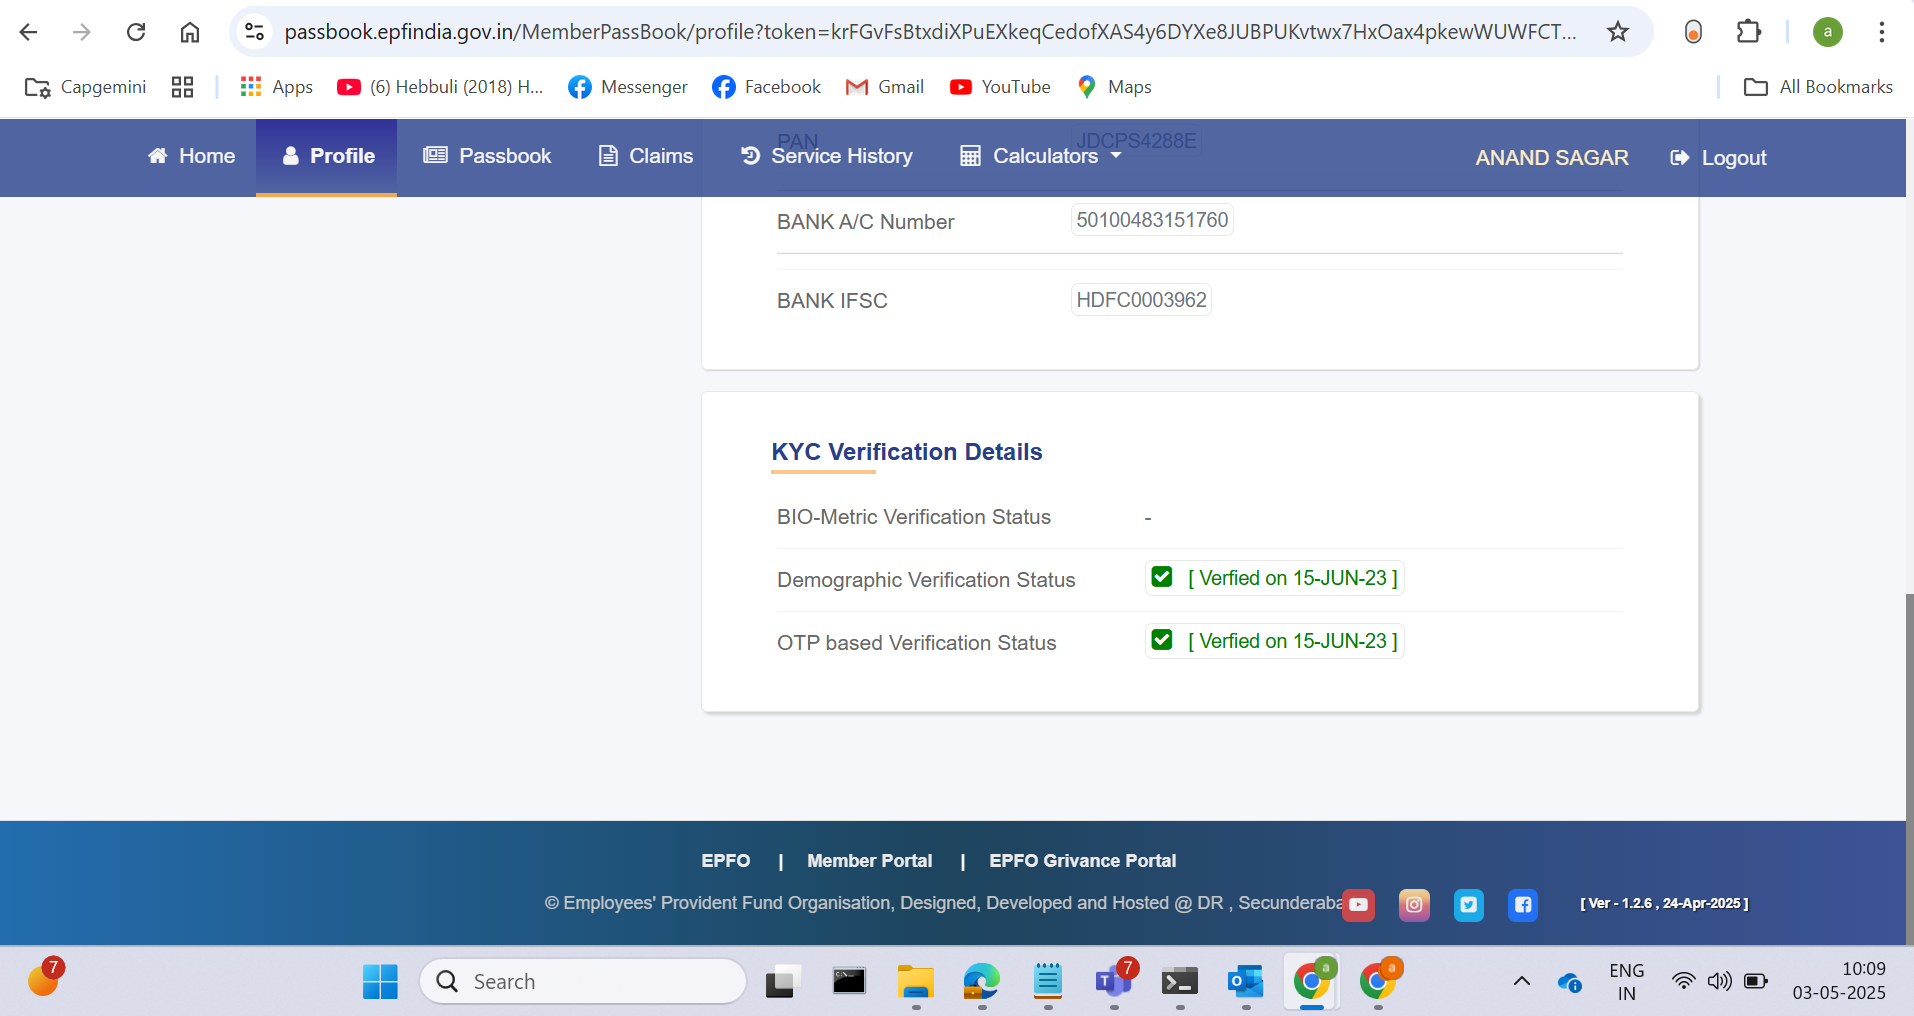 passbook.epfindia.gov.in/MemberPassBook/profile?token=krFGvFsBtxdiXPuEXkeqCedofXAS4y6DYXe8JUBPUKvtwx7HxOax4pkewWUWFCT...
a
Capgemini
Apps
(6) Hebbuli (2018) H...
Messenger
Facebook
Gmail
YouTube
Maps
All Bookmarks
PAN
JDCPS4288E
Home
Profile
Passbook
Claims
Service History
Calculators
ANAND SAGAR
Logout
BANK A/C Number
50100483151760
BANK IFSC
HDFC0003962
KYC Verification Details
BIO-Metric Verification Status
-
Demographic Verification Status
[ Verfied on 15-JUN-23 ]
OTP based Verification Status
[ Verfied on 15-JUN-23 ]
EPFO | Member Portal | EPFO Grivance Portal
© Employees' Provident Fund Organisation, Designed, Developed and Hosted @ DR , Secunderaba
[ Ver - 1.2.6 , 24-Apr-2025 ]
7
Search
7
a
a
ENG
IN
10:09
03-05-2025